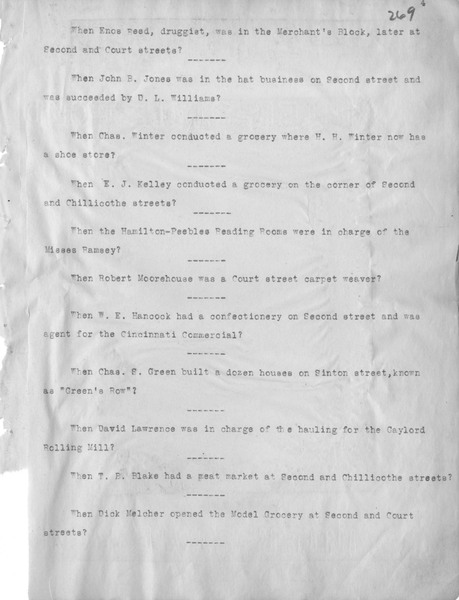 269
When Enos Reed, druggist, was in the Merchant's Block, later at
Second and Court streets?
-------
When John B. Jones was in the hat business on Second street and
was succeeded by D. L. Williams?
-------
When Chas. Winter conducted a grocery where H. H. Winter now has
a shoe store?
-------
When E. J. Kelley conducted a grocery on the corner of Second
and Chillicothe streets?
-------
When the Hamilton-Peebles Reading Rooms were in charge of the
Misses Ramsey?
-------
When Robert Moorehouse was a Court street carpet weaver?
-------
When W. E. Hancock had a confectionery on Second street and was
agent for the Cincinnati Commercial?
-------
When Chas. S. Green built a dozen houses on Sinton street,known
as "Green's Row"?
-------
When David Lawrence was in charge of the hauling for the Gaylord
Rolling Mill?
-------
When T. B. Blake had a meat market at Second and Chillicothe streets?
-------
When Dick Melcher opened the Model Grocery at Second and Court
streets?
-------